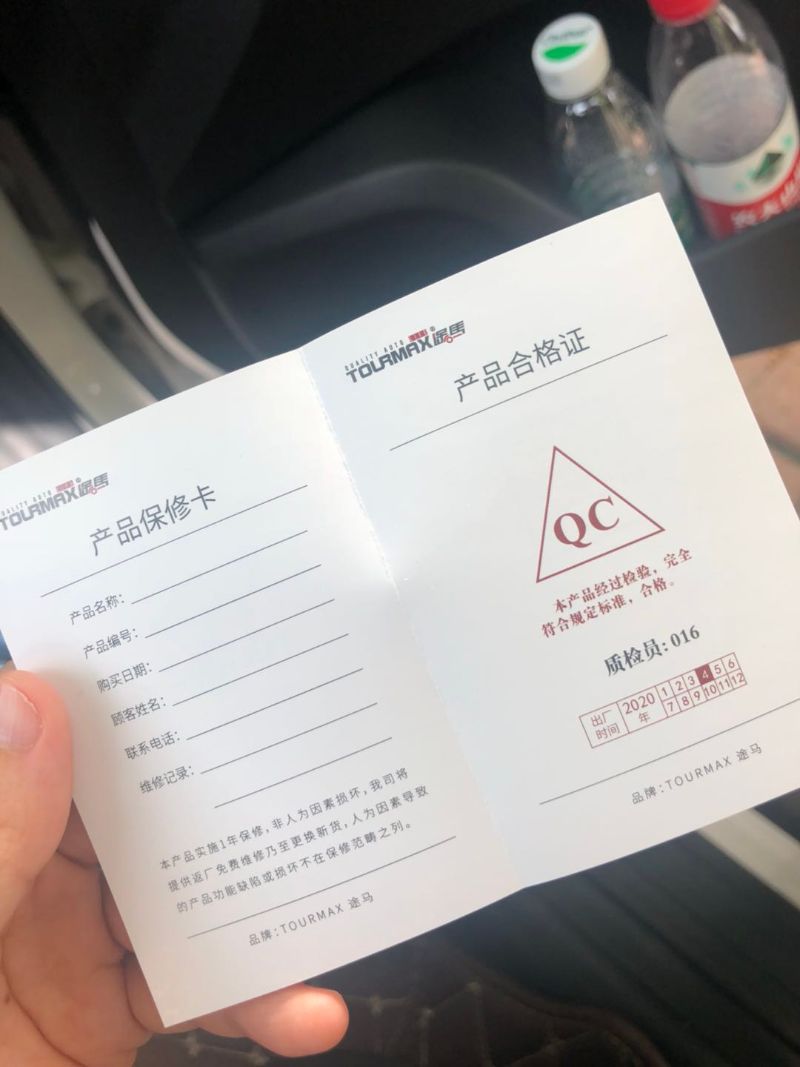 QUALITY AUTO
TOURMAX途馬®
产品保修卡
产品名称:
产品编号:
购买日期:
顾客姓名:
联系电话:
维修记录:
本产品实施1年保修，非人为因素损坏，我司将
提供返厂免费维修乃至更换新货，人为因素导致
的产品功能缺陷或损坏不在保修范畴之列。
品牌:TOURMAX 途马
QUALITY AUTO
TOURMAX途馬®
产品合格证
QC
本产品经过检验，完全
符合规定标准，合格。
质检员:016
出厂时间 2020年 1 2 3 4 5 6
7 8 9 10 11 12
品牌:TOURMAX 途马